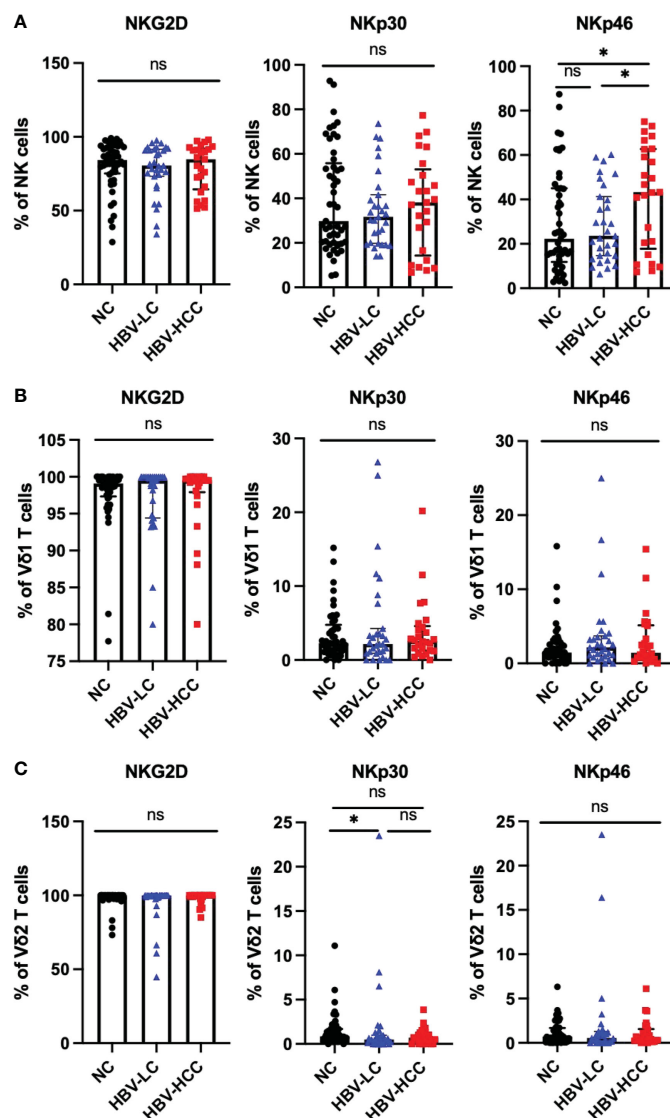 A
NKG2D
NKp30
NKp46
ns
ns
*
ns
*
% of NK cells
150
100
50
0
NC
HBV-LC
HBV-HCC
% of NK cells
100
80
60
40
20
0
NC
HBV-LC
HBV-HCC
% of NK cells
100
80
60
40
20
0
NC
HBV-LC
HBV-HCC
B
NKG2D
NKp30
NKp46
ns
ns
ns
% of Vδ1 T cells
105
100
95
90
85
80
75
NC
HBV-LC
HBV-HCC
% of Vδ1 T cells
30
20
10
0
NC
HBV-LC
HBV-HCC
% of Vδ1 T cells
30
20
10
0
NC
HBV-LC
HBV-HCC
C
NKG2D
NKp30
NKp46
ns
ns
*
ns
ns
% of Vδ2 T cells
150
100
50
0
NC
HBV-LC
HBV-HCC
% of Vδ2 T cells
25
20
15
10
5
0
NC
HBV-LC
HBV-HCC
% of Vδ2 T cells
25
20
15
10
5
0
NC
HBV-LC
HBV-HCC